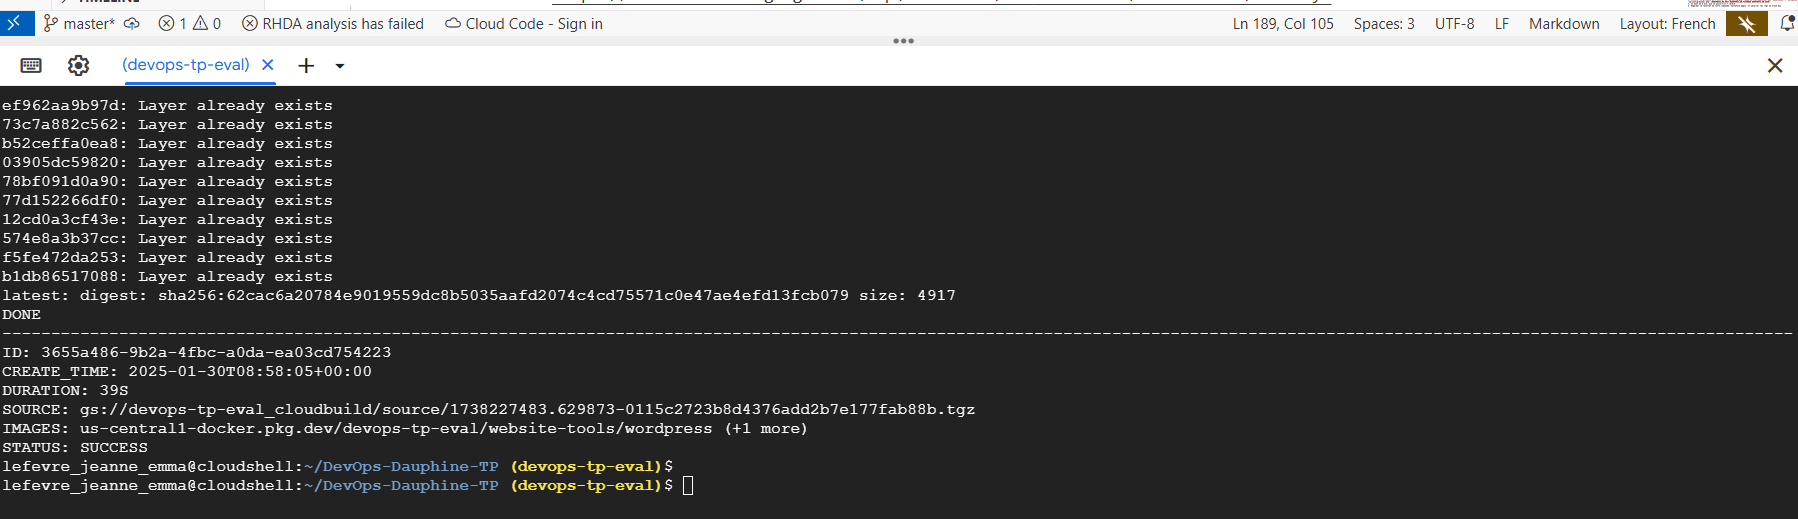 master* 1 0 RHDA analysis has failed Cloud Code - Sign in Ln 189, Col 105 Spaces: 3 UTF-8 LF Markdown Layout: French
(devops-tp-eval)
ef962aa9b97d: Layer already exists
73c7a882c562: Layer already exists
b52ceffa0ea8: Layer already exists
03905dc59820: Layer already exists
78bf091d0a90: Layer already exists
77d152266df0: Layer already exists
12cd0a3cf43e: Layer already exists
574e8a3b37cc: Layer already exists
f5fe472da253: Layer already exists
b1db86517088: Layer already exists
latest: digest: sha256:62cac6a20784e9019559dc8b5035aafd2074c4cd75571c0e47ae4efd13fcb079 size: 4917
DONE
ID: 3655a486-9b2a-4fbc-a0da-ea03cd754223
CREATE_TIME: 2025-01-30T08:58:05+00:00
DURATION: 39S
SOURCE: gs://devops-tp-eval_cloudbuild/source/1738227483.629873-0115c2723b8d4376add2b7e177fab88b.tgz
IMAGES: us-central1-docker.pkg.dev/devops-tp-eval/website-tools/wordpress (+1 more)
STATUS: SUCCESS
lefevre_jeanne_emma@cloudshell:~/DevOps-Dauphine-TP (devops-tp-eval)$
lefevre_jeanne_emma@cloudshell:~/DevOps-Dauphine-TP (devops-tp-eval)$